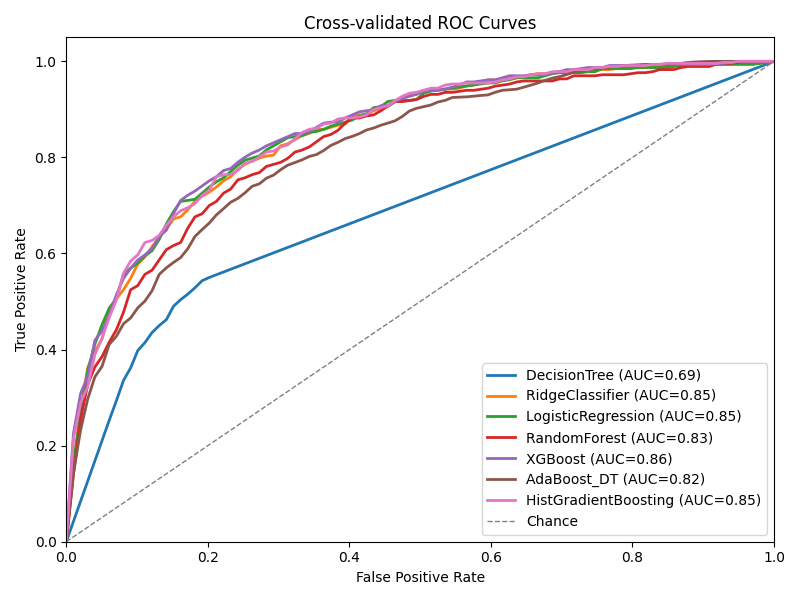 Cross-validated ROC Curves
True Positive Rate
1.0
0.8
0.6
0.4
0.2
0.0
DecisionTree (AUC=0.69)
RidgeClassifier (AUC=0.85)
LogisticRegression (AUC=0.85)
RandomForest (AUC=0.83)
XGBoost (AUC=0.86)
AdaBoost_DT (AUC=0.82)
HistGradientBoosting (AUC=0.85)
Chance
0.0 0.2 0.4 0.6 0.8 1.0
False Positive Rate